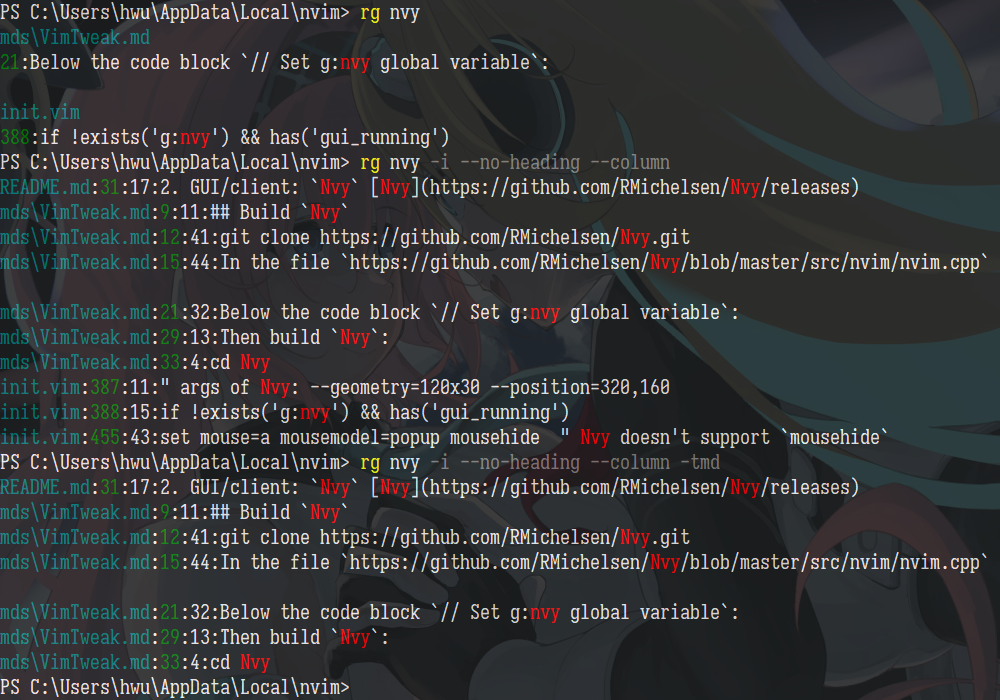 PS C:\Users\hwu\AppData\Local\nvim> rg nvy
mds\VimTweak.md
21:Below the code block `// Set g:nvy global variable`:
init.vim
388:if !exists('g:nvy') && has('gui_running')
PS C:\Users\hwu\AppData\Local\nvim> rg nvy -i --no-heading --column
README.md:31:17:2. GUI/client: `Nvy` [Nvy](https://github.com/RMichelsen/Nvy/releases)
mds\VimTweak.md:9:11:## Build `Nvy`
mds\VimTweak.md:12:41:git clone https://github.com/RMichelsen/Nvy.git
mds\VimTweak.md:15:44:In the file `https://github.com/RMichelsen/Nvy/blob/master/src/nvim/nvim.cpp`
mds\VimTweak.md:21:32:Below the code block `// Set g:nvy global variable`:
mds\VimTweak.md:29:13:Then build `Nvy`:
mds\VimTweak.md:33:4:cd Nvy
init.vim:387:11:" args of Nvy: --geometry=120x30 --position=320,160
init.vim:388:15:if !exists('g:nvy') && has('gui_running')
init.vim:455:43:set mouse=a mousemodel=popup mousehide  " Nvy doesn't support `mousehide`
PS C:\Users\hwu\AppData\Local\nvim> rg nvy -i --no-heading --column -tmd
README.md:31:17:2. GUI/client: `Nvy` [Nvy](https://github.com/RMichelsen/Nvy/releases)
mds\VimTweak.md:9:11:## Build `Nvy`
mds\VimTweak.md:12:41:git clone https://github.com/RMichelsen/Nvy.git
mds\VimTweak.md:15:44:In the file `https://github.com/RMichelsen/Nvy/blob/master/src/nvim/nvim.cpp`
mds\VimTweak.md:21:32:Below the code block `// Set g:nvy global variable`:
mds\VimTweak.md:29:13:Then build `Nvy`:
mds\VimTweak.md:33:4:cd Nvy
PS C:\Users\hwu\AppData\Local\nvim>